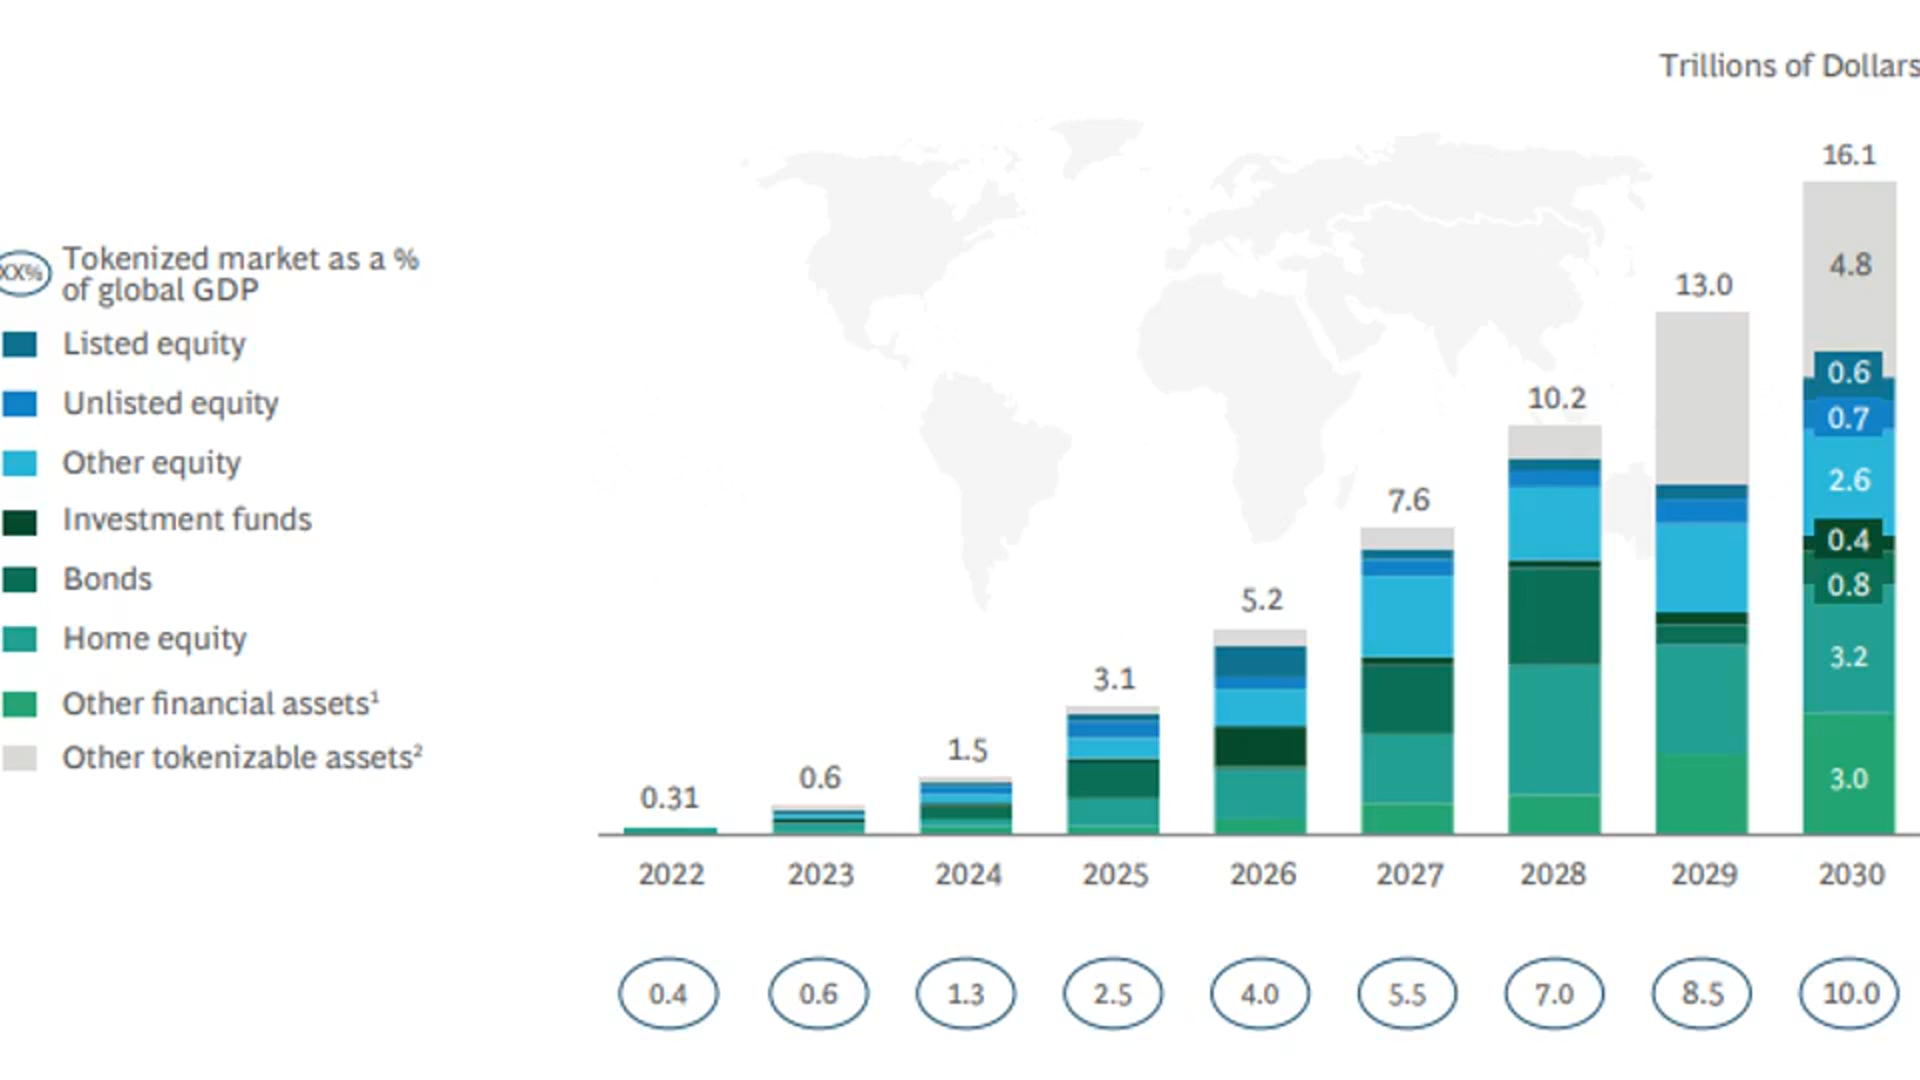 Trillions of Dollars
XX%
Tokenized market as a %
of global GDP
Listed equity
Unlisted equity
Other equity
Investment funds
Bonds
Home equity
Other financial assets¹
Other tokenizable assets²
0.31
0.6
1.5
3.1
5.2
7.6
10.2
13.0
16.1
4.8
0.6
0.7
2.6
0.4
0.8
3.2
3.0
2022 2023 2024 2025 2026 2027 2028 2029 2030
0.4 0.6 1.3 2.5 4.0 5.5 7.0 8.5 10.0